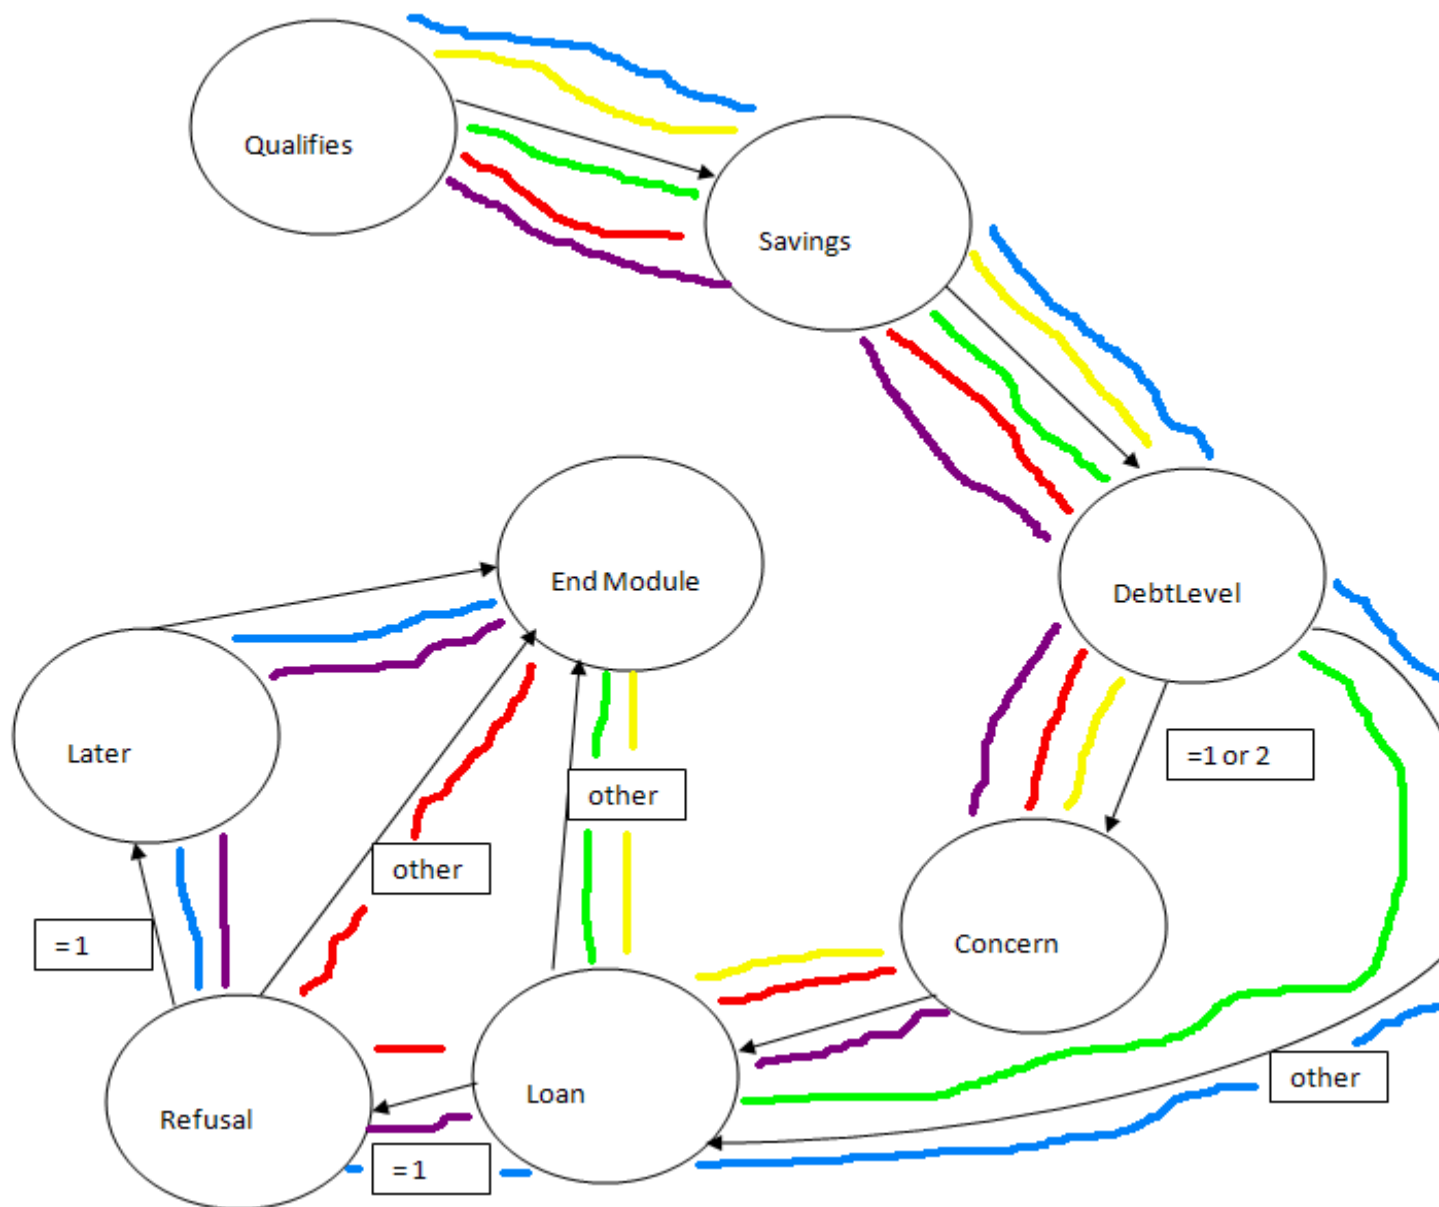 Qualifies
Savings
End Module
DebtLevel
Later
=1 or 2
other
other
= 1
Concern
other
Loan
Refusal
= 1